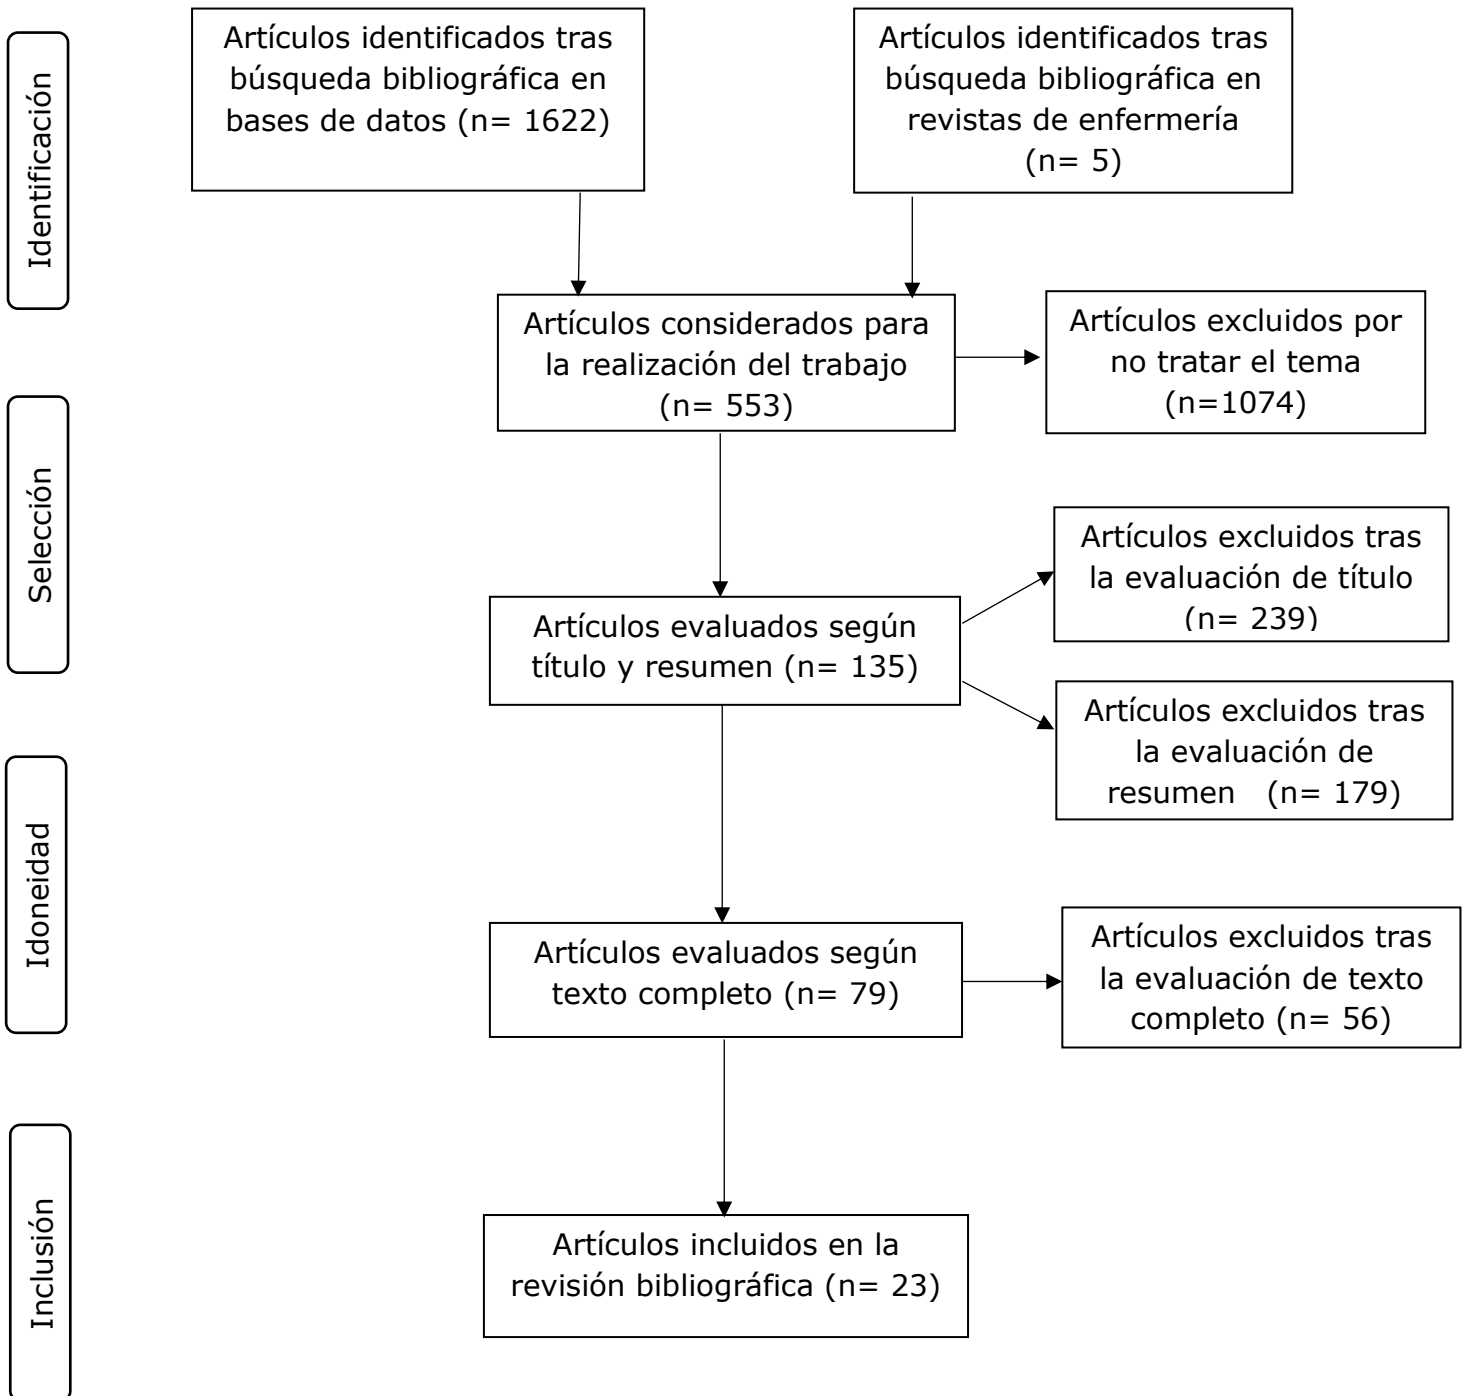 Identificación
Artículos identificados tras
búsqueda bibliográfica en
bases de datos (n= 1622)
Artículos identificados tras
búsqueda bibliográfica en
revistas de enfermería
(n= 5)
Artículos considerados para
la realización del trabajo
(n= 553)
Artículos excluidos por
no tratar el tema
(n=1074)
Selección
Artículos evaluados según
título y resumen (n= 135)
Artículos excluidos tras
la evaluación de título
(n= 239)
Artículos excluidos tras
la evaluación de
resumen (n= 179)
Idoneidad
Artículos evaluados según
texto completo (n= 79)
Artículos excluidos tras
la evaluación de texto
completo (n= 56)
Inclusión
Artículos incluidos en la
revisión bibliográfica (n= 23)